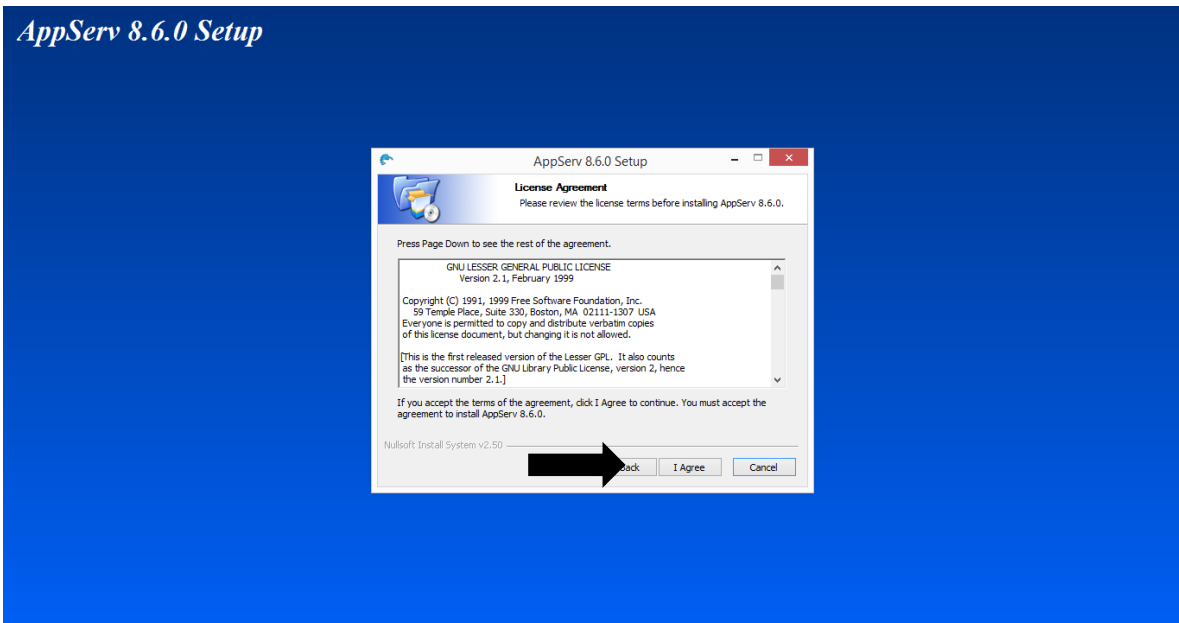 AppServ 8.6.0 Setup
AppServ 8.6.0 Setup
License Agreement
Please review the license terms before installing AppServ 8.6.0.
Press Page Down to see the rest of the agreement.
GNU LESSER GENERAL PUBLIC LICENSE
Version 2.1, February 1999
Copyright (C) 1991, 1999 Free Software Foundation, Inc.
59 Temple Place, Suite 330, Boston, MA 02111-1307 USA
Everyone is permitted to copy and distribute verbatim copies
of this license document, but changing it is not allowed.
[This is the first released version of the Lesser GPL. It also counts
as the successor of the GNU Library Public License, version 2, hence
the version number 2.1.]
If you accept the terms of the agreement, click I Agree to continue. You must accept the
agreement to install AppServ 8.6.0.
Nullsoft Install System v2.50
I Agree
Cancel